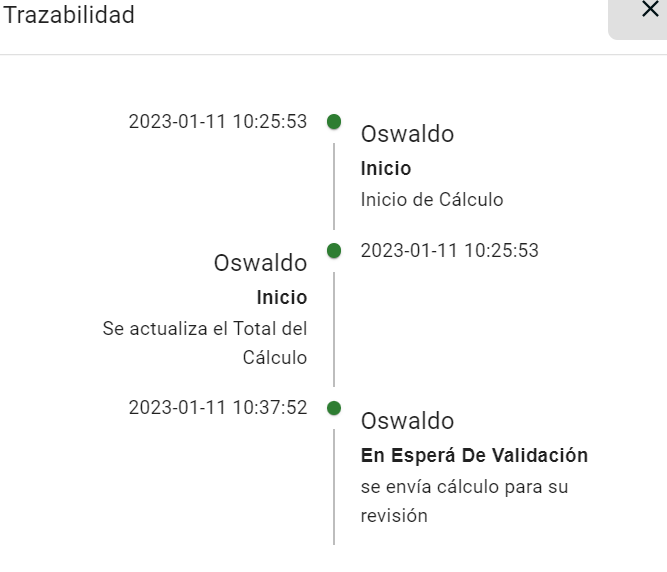 Trazabilidad
2023-01-11 10:25:53
Oswaldo
Inicio
Inicio de Cálculo
2023-01-11 10:25:53
Oswaldo
Inicio
Se actualiza el Total del
Cálculo
2023-01-11 10:37:52
Oswaldo
En Esperá De Validación
se envía cálculo para su
revisión